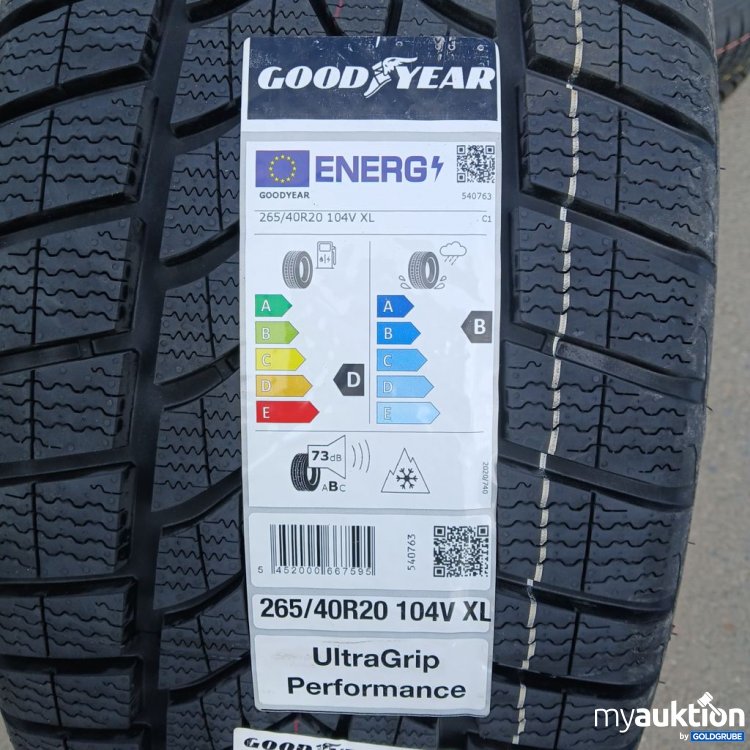 GOODYEAR
ENERG
GOODYEAR
540763
265/40R20 104V XL
C1
A
B
C
D
E
D
A
B
C
D
E
B
73dB
ABC
2020/740
5 452000 667595
540763
265/40R20 104V XL
UltraGrip
Performance
GOODYEAR
myauktion
by GOLDGRUBE